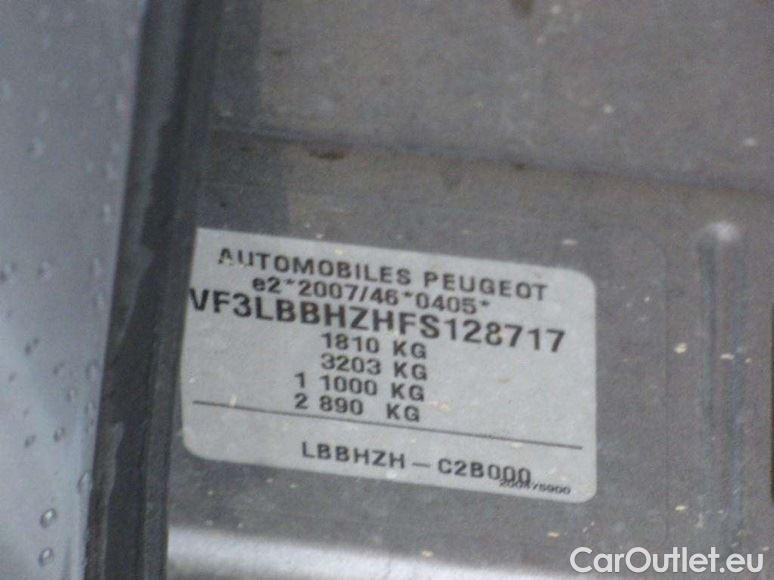 AUTOMOBILES PEUGEOT
e2*2007/46*0405*
VF3LBBHZHFS128717
1810 KG
3203 KG
1 1000 KG
2 890 KG
LBBHZH - C2B000
CarOutlet.eu